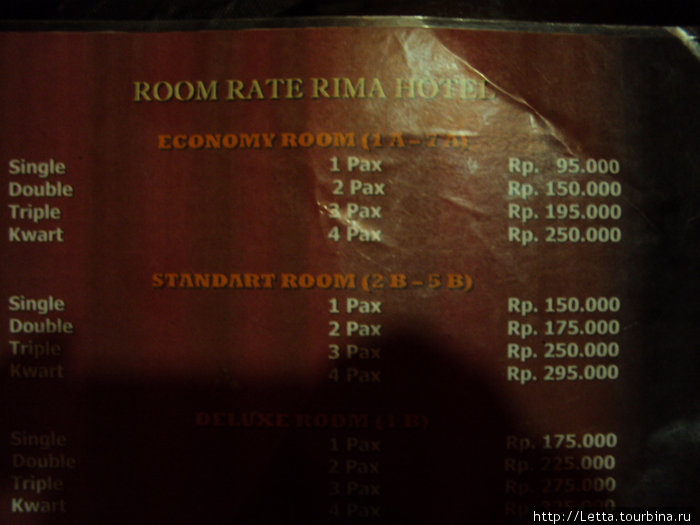 ROOM RATE RIMA HOTEL
ECONOMY ROOM (1 A - 7 A)
Single 1 Pax Rp. 95.000
Double 2 Pax Rp. 150.000
Triple 3 Pax Rp. 195.000
Kwart 4 Pax Rp. 250.000
STANDART ROOM (2 B - 5 B)
Single 1 Pax Rp. 150.000
Double 2 Pax Rp. 175.000
Triple 3 Pax Rp. 250.000
Kwart 4 Pax Rp. 295.000
DELUXE ROOM (1 B)
Single 1 Pax Rp. 175.000
Double 2 Pax Rp. 225.000
Triple 3 Pax Rp. 275.000
Kwart 4 Pax
http://Letta.tourbina.ru